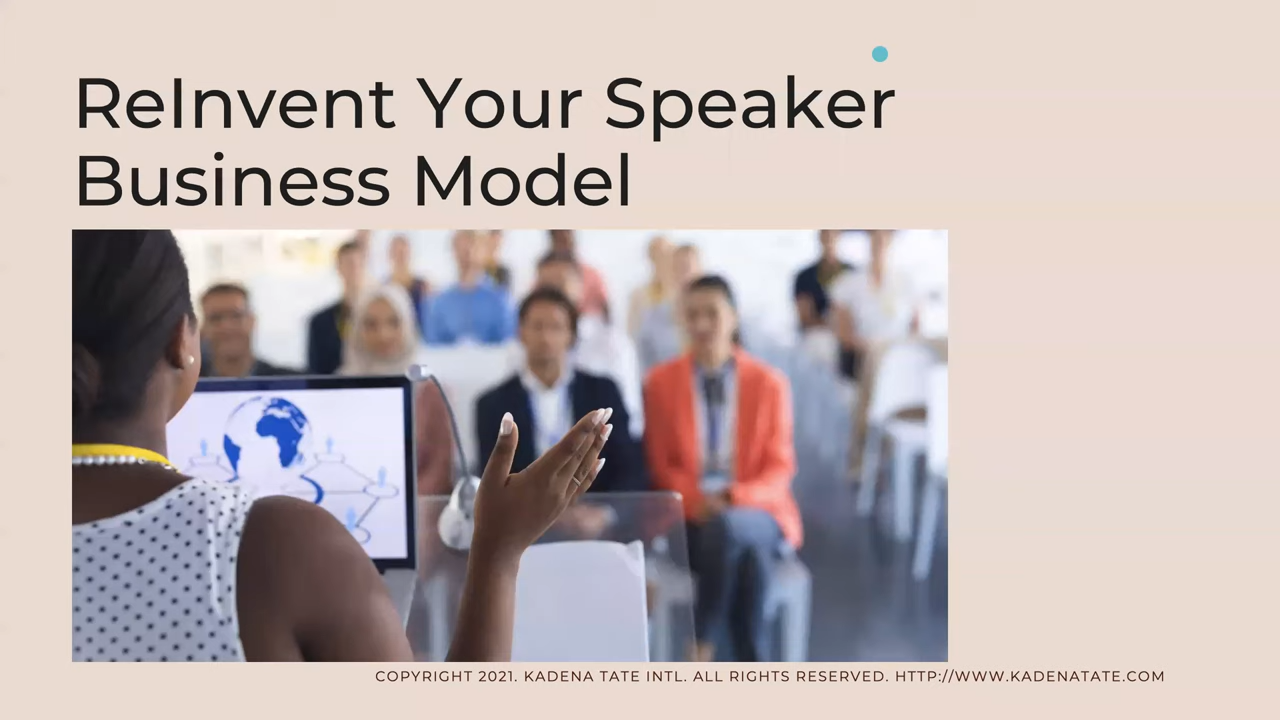 ReInvent Your Speaker
Business Model
COPYRIGHT 2021. KADENA TATE INTL. ALL RIGHTS RESERVED. HTTP://WWW.KADENATATE.COM